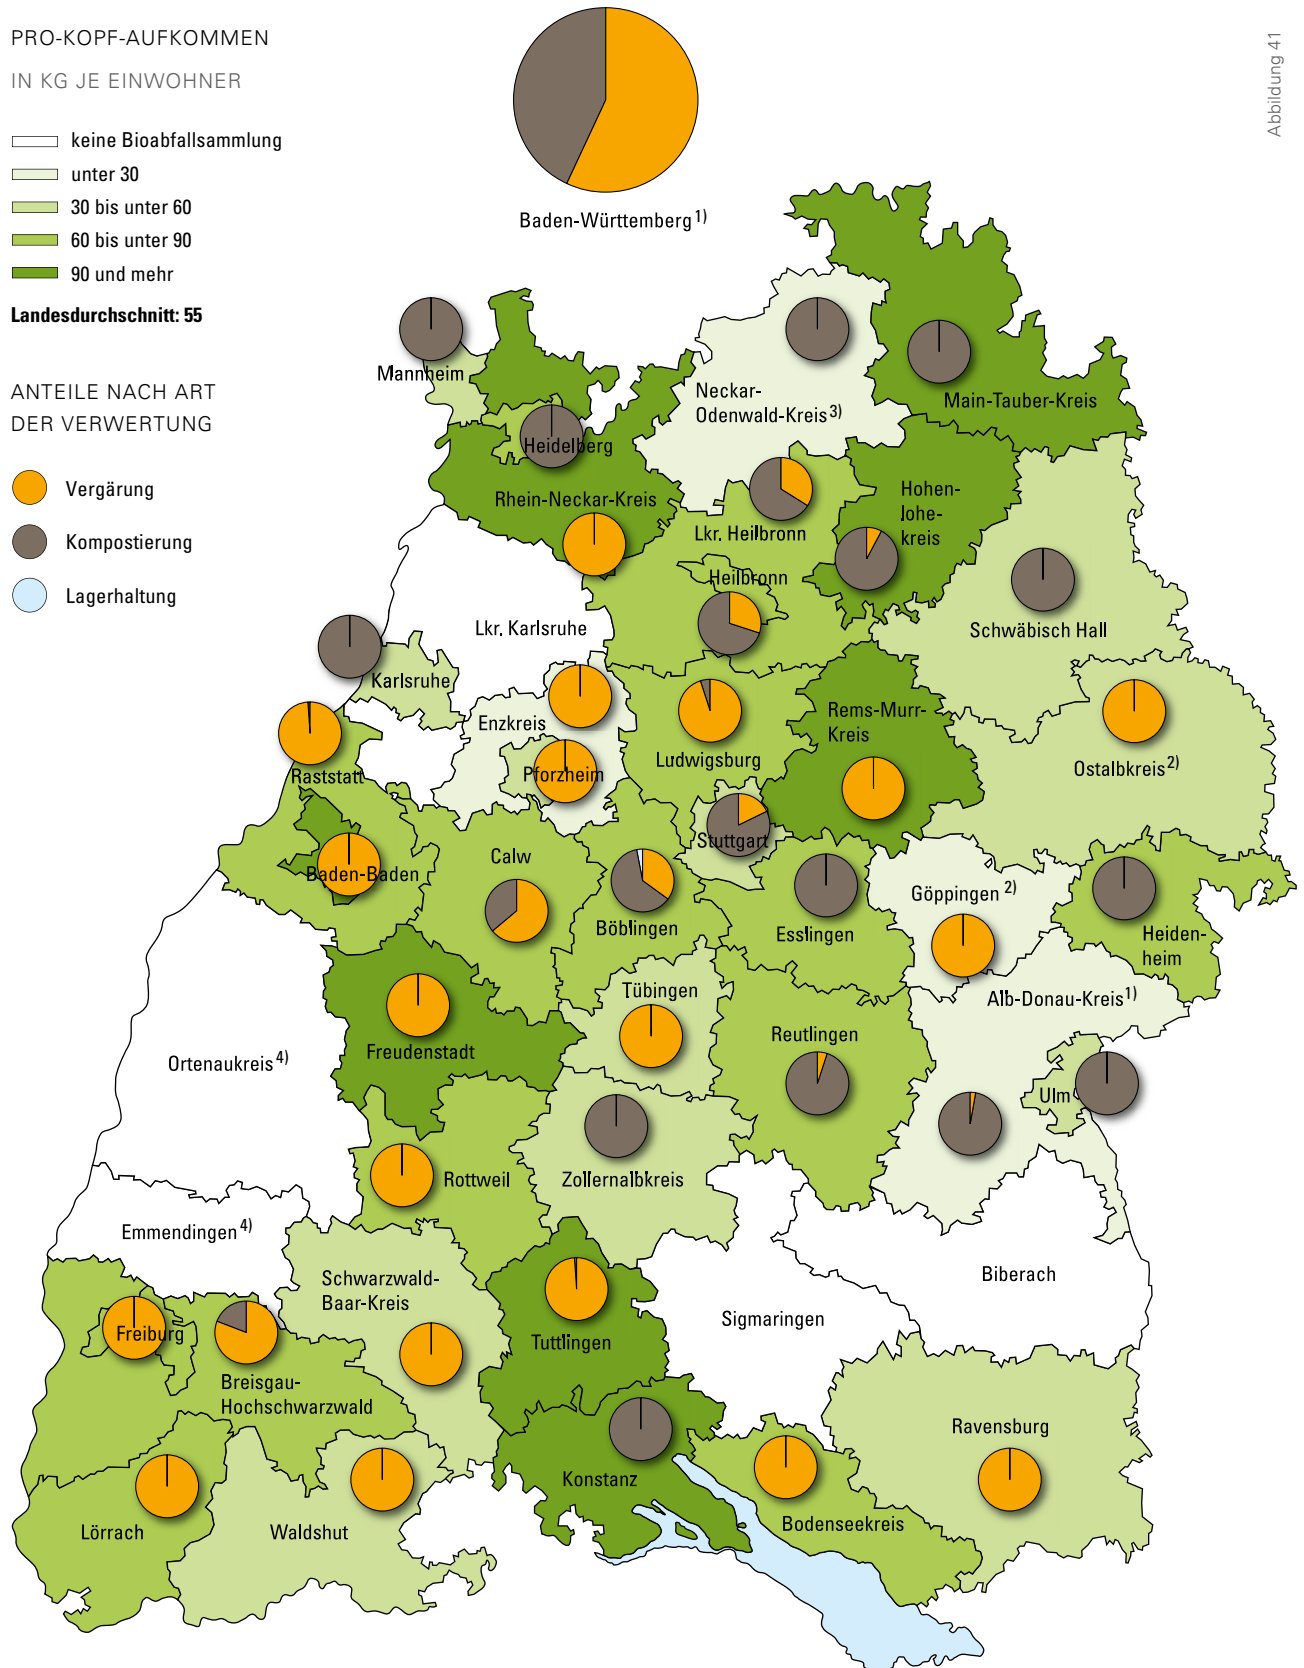 PRO-KOPF-AUFKOMMEN
IN KG JE EINWOHNER
keine Bioabfallsammlung
unter 30
30 bis unter 60
60 bis unter 90
90 und mehr
Landesdurchschnitt: 55
ANTEILE NACH ART
DER VERWERTUNG
Vergärung
Kompostierung
Lagerhaltung
Abbildung 41
Baden-Württemberg 1)
Mannheim
Neckar-
Odenwald-Kreis 3)
Main-Tauber-Kreis
Heidelberg
Rhein-Neckar-Kreis
Hohen-
lohe-
kreis
Lkr. Heilbronn
Heilbronn
Lkr. Karlsruhe
Schwäbisch Hall
Karlsruhe
Enzkreis
Rems-Murr-
Kreis
Ludwigsburg
Ostalbkreis 2)
Raststatt
Pforzheim
Stuttgart
Calw
Baden-Baden
Göppingen 2)
Böblingen
Esslingen
Heiden-
heim
Tübingen
Alb-Donau-Kreis 1)
Reutlingen
Freudenstadt
Ortenaukreis 4)
Ulm
Rottweil
Zollernalbkreis
Emmendingen 4)
Schwarzwald-
Baar-Kreis
Biberach
Sigmaringen
Freiburg
Tuttlingen
Breisgau-
Hochschwarzwald
Ravensburg
Konstanz
Lörrach
Waldshut
Bodenseekreis